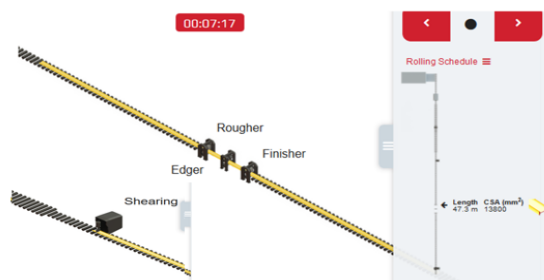 00:07:17
Rolling Schedule
Rougher
Finisher
Edger
Shearing
Length CSA (mm²)
47.3 m 13800